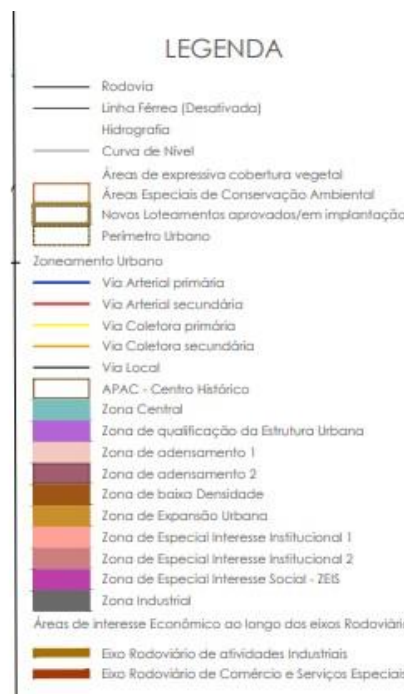 LEGENDA
Rodovia
Linha Férrea (Desativada)
Hidrografia
Curva de Nível
Áreas de expressiva cobertura vegetal
Áreas Especiais de Conservação Ambiental
Novos Loteamentos aprovados/em implantação
Perímetro Urbano
Zoneamento Urbano
Via Arterial primária
Via Arterial secundária
Via Coletora primária
Via Coletora secundária
Via Local
APAC - Centro Histórico
Zona Central
Zona de qualificação da Estrutura Urbana
Zona de adensamento 1
Zona de adensamento 2
Zona de baixa Densidade
Zona de Expansão Urbana
Zona de Especial Interesse Institucional 1
Zona de Especial Interesse Institucional 2
Zona de Especial Interesse Social - ZEIS
Zona Industrial
Áreas de interesse Econômico ao longo dos eixos Rodoviário
Eixo Rodoviário de atividades Industriais
Eixo Rodoviário de Comércio e Serviços Especiais